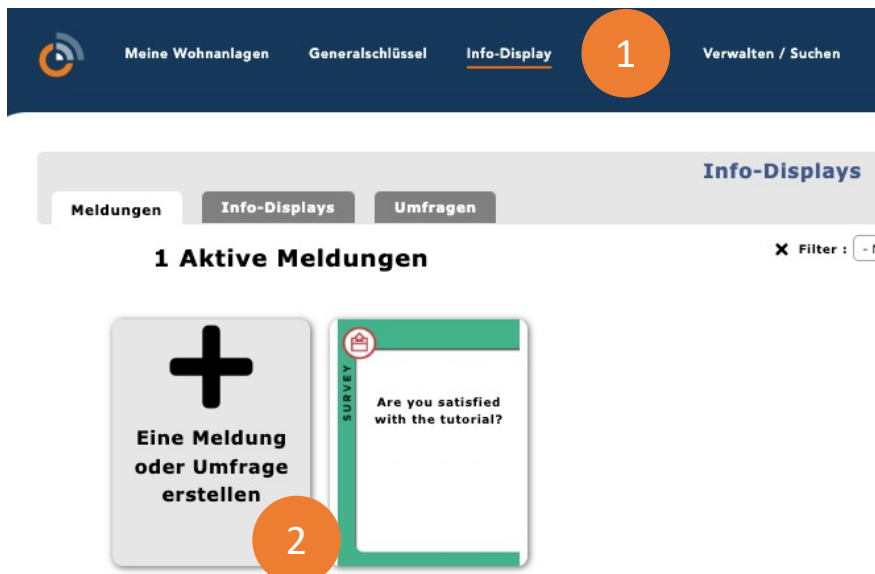 Meine Wohnanlagen Generalschlüssel Info-Display 1 Verwalten / Suchen
Info-Displays
Meldungen Info-Displays Umfragen
1 Aktive Meldungen
✕ Filter : -
Eine Meldung
oder Umfrage
erstellen
2
SURVEY
Are you satisfied
with the tutorial?